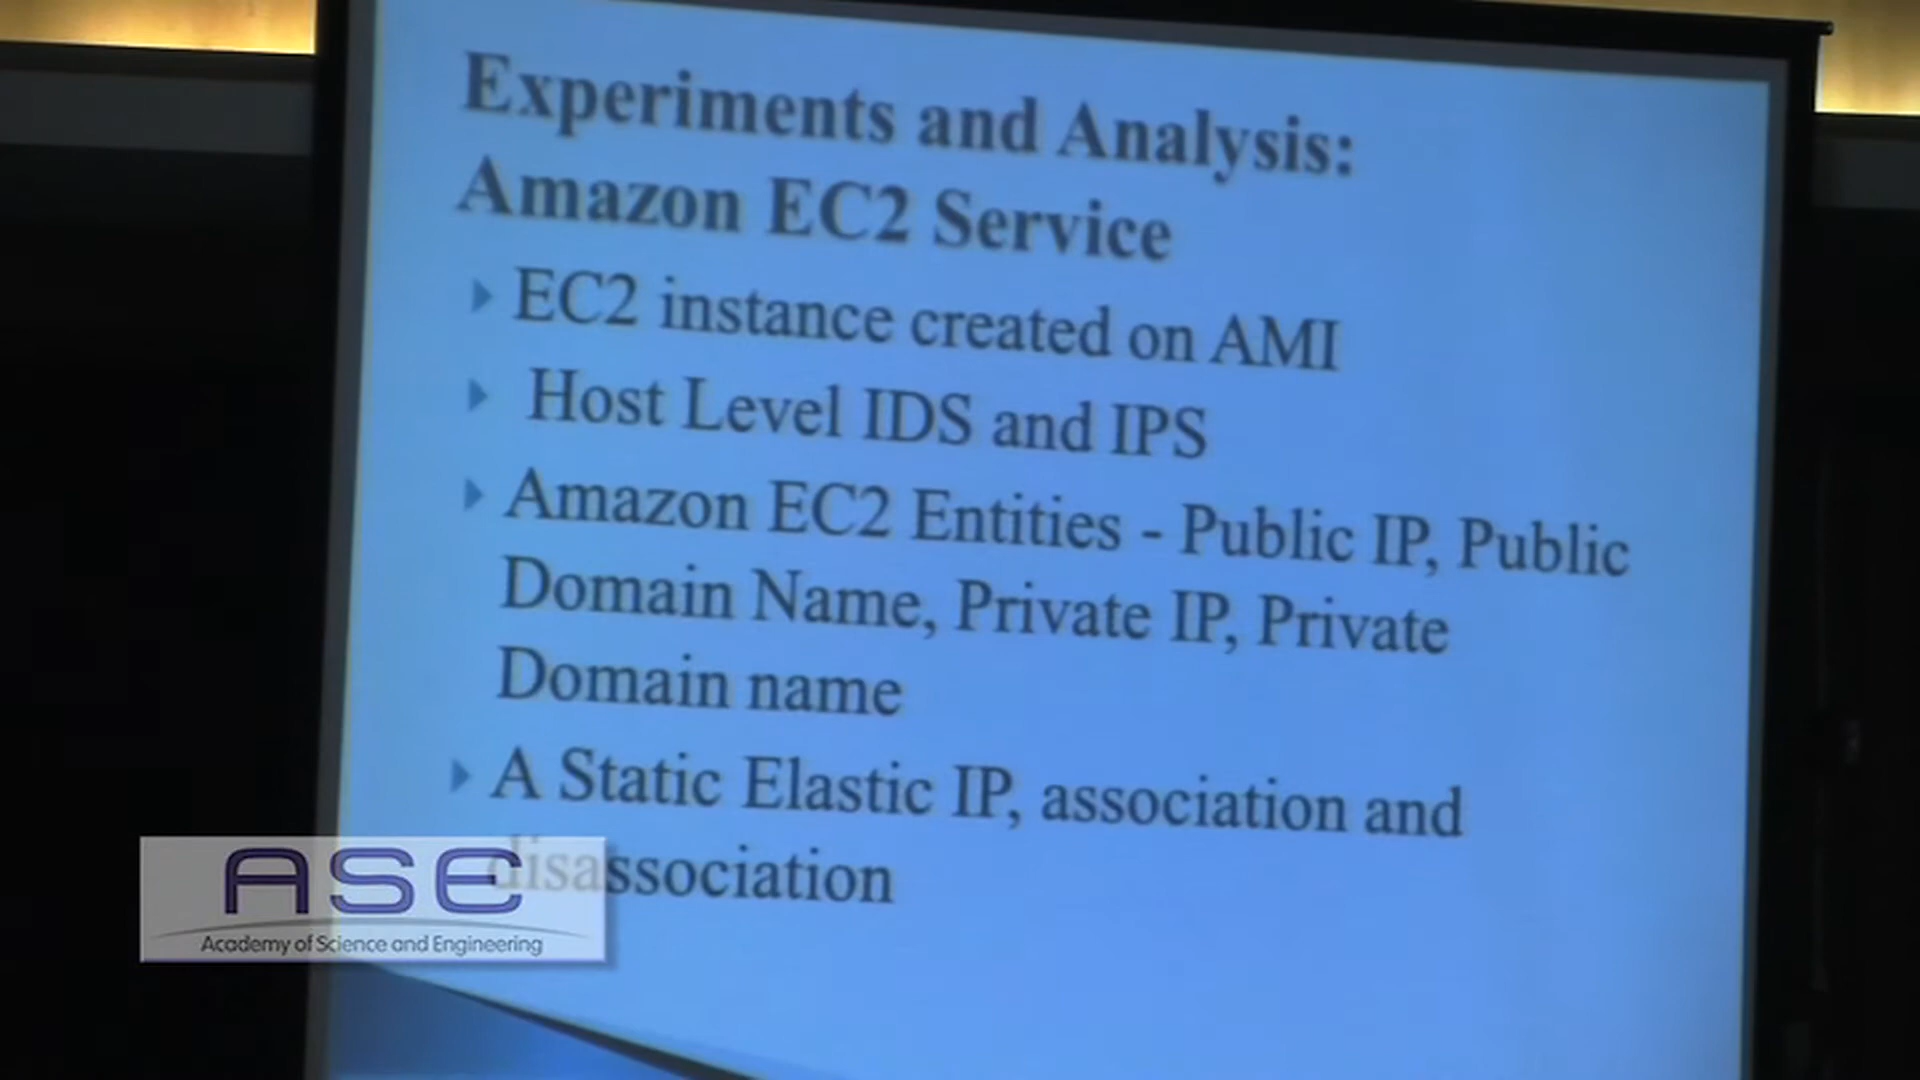 Experiments and Analysis:
Amazon EC2 Service
EC2 instance created on AMI
Host Level IDS and IPS
Amazon EC2 Entities - Public IP, Public
Domain Name, Private IP, Private
Domain name
A Static Elastic IP, association and
disassociation
ASE
Academy of Science and Engineering